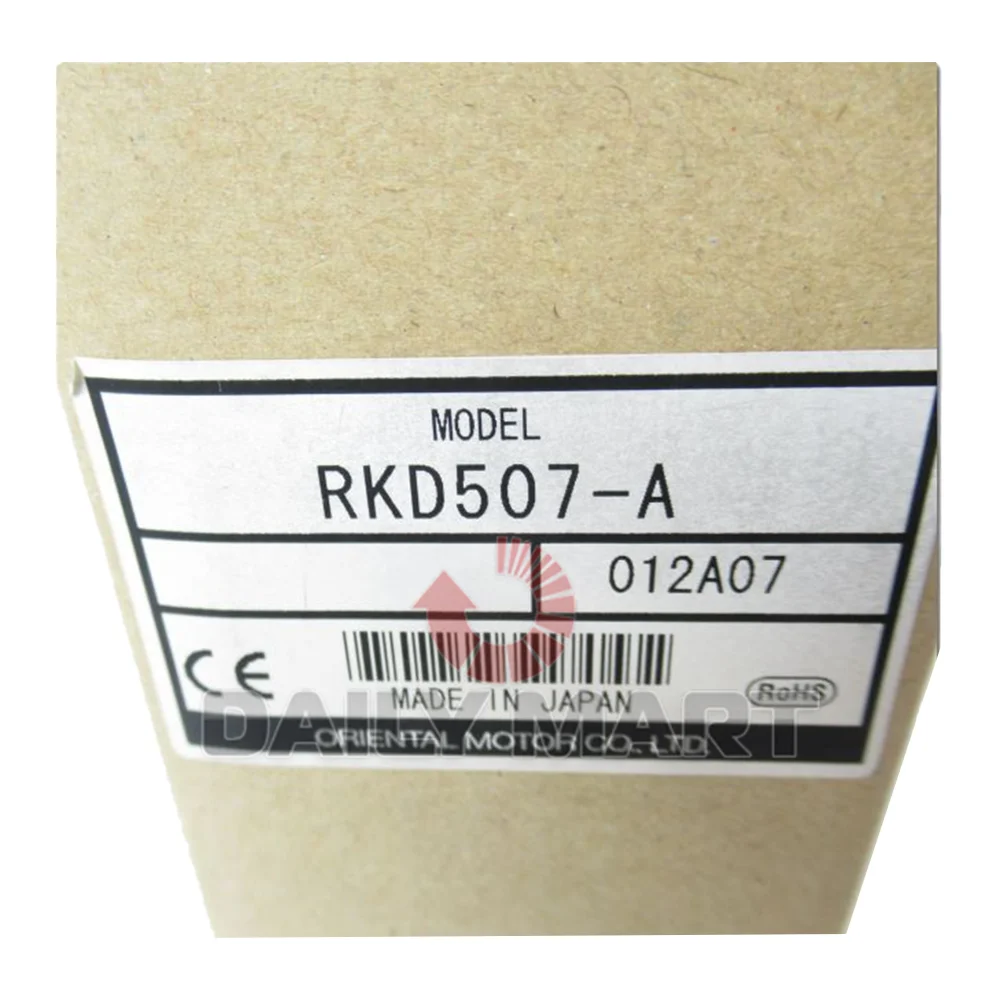 MODEL
RKD507-A
012A07
CE
MADE IN JAPAN
RoHS
DAILYMART
ORIENTAL MOTOR CO., LTD.